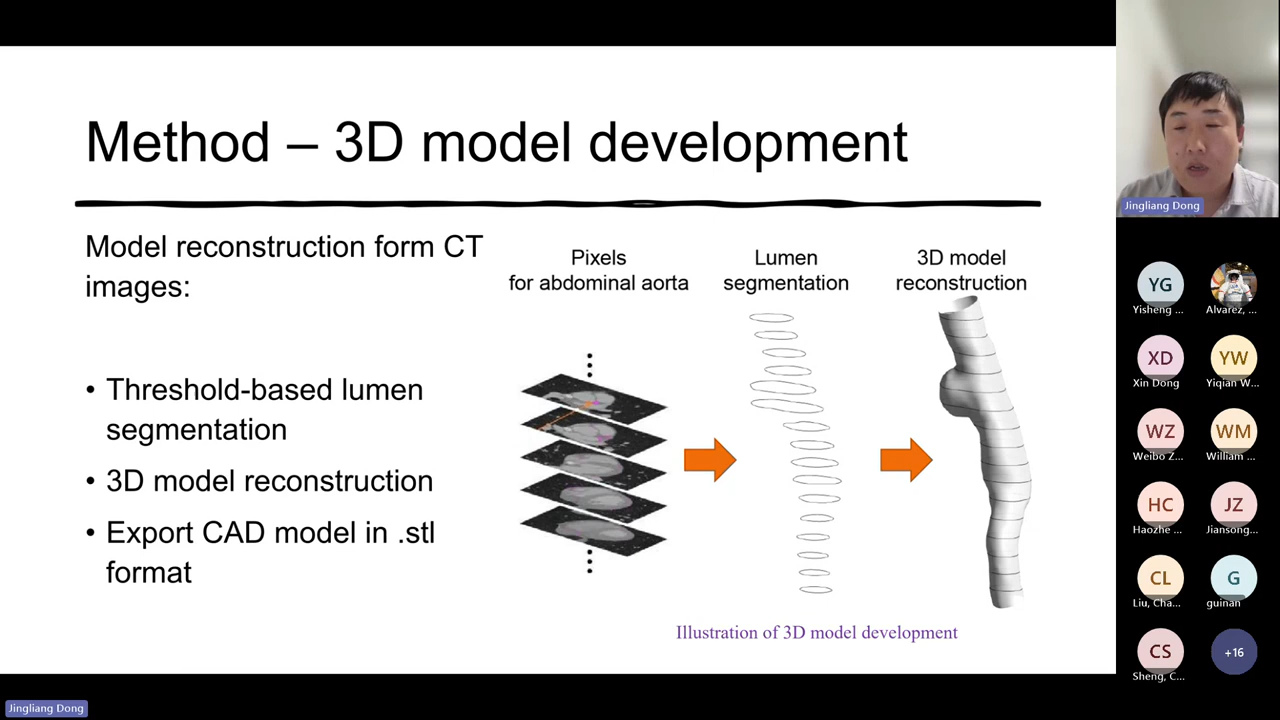 Method – 3D model development
Model reconstruction form CT
images:
• Threshold-based lumen
segmentation
• 3D model reconstruction
• Export CAD model in .stl
format
Pixels
for abdominal aorta
Lumen
segmentation
3D model
reconstruction
Illustration of 3D model development
Jingliang Dong
YG
Yisheng ...
Alvarez, ...
XD
Xin Dong
YW
Yiqian W...
WZ
Weibo Z...
WM
William ...
HC
Haozhe ...
JZ
Jiansong...
CL
Liu, Cha...
G
guinan
CS
Sheng, C...
+16
Jingliang Dong